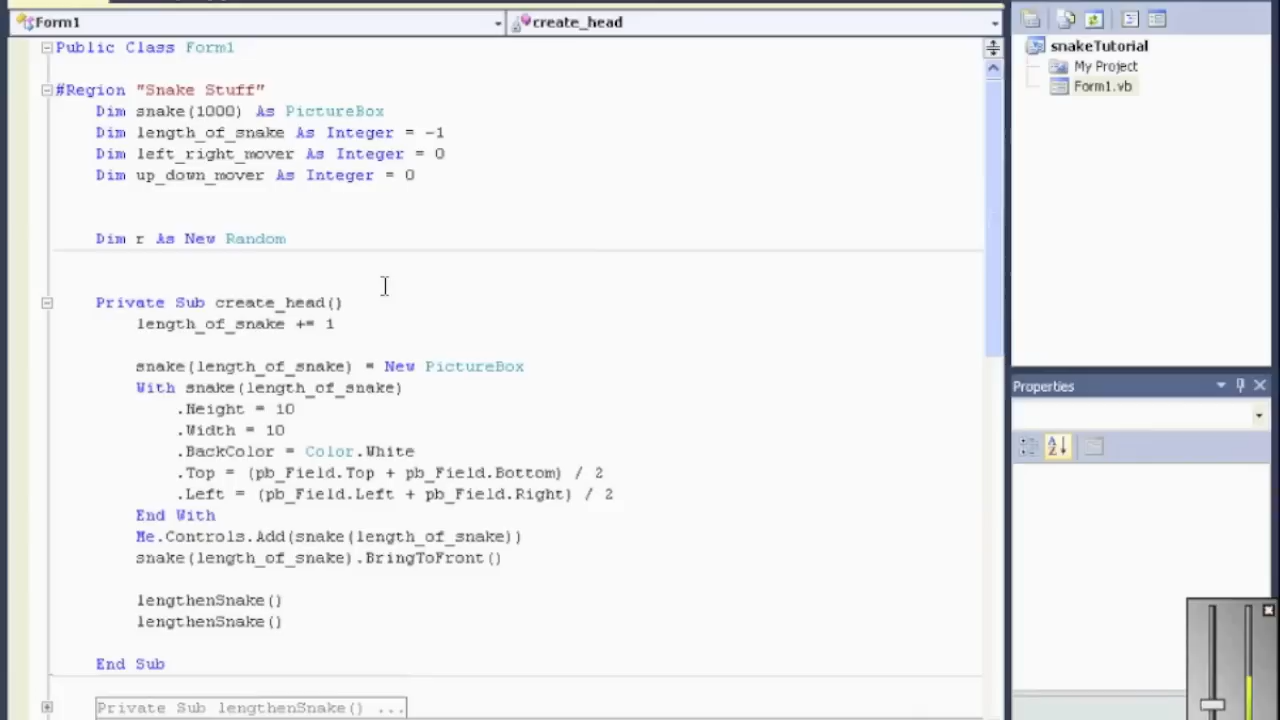 Form1
create_head
Public Class Form1
#Region "Snake Stuff"
Dim snake(1000) As PictureBox
Dim length_of_snake As Integer = -1
Dim left_right_mover As Integer = 0
Dim up_down_mover As Integer = 0
Dim r As New Random
Private Sub create_head()
length_of_snake += 1
snake(length_of_snake) = New PictureBox
With snake(length_of_snake)
.Height = 10
.Width = 10
.BackColor = Color.White
.Top = (pb_Field.Top + pb_Field.Bottom) / 2
.Left = (pb_Field.Left + pb_Field.Right) / 2
End With
Me.Controls.Add(snake(length_of_snake))
snake(length_of_snake).BringToFront()
lengthenSnake()
lengthenSnake()
End Sub
Private Sub lengthenSnake() ...
snakeTutorial
My Project
Form1.vb
Properties